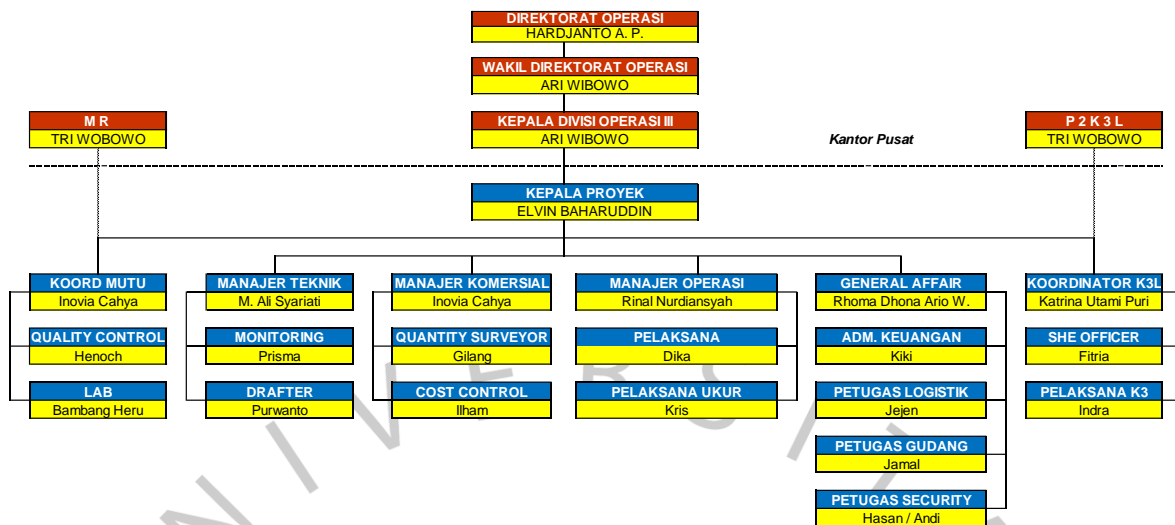 DIREKTORAT OPERASI
HARDJANTO A. P.
WAKIL DIREKTORAT OPERASI
ARI WIBOWO
M R
TRI WOBOWO
KEPALA DIVISI OPERASI III
ARI WIBOWO
Kantor Pusat
P 2 K 3 L
TRI WOBOWO
KEPALA PROYEK
ELVIN BAHARUDDIN
KOORD MUTU
Inovia Cahya
QUALITY CONTROL
Henoch
LAB
Bambang Heru
MANAJER TEKNIK
M. Ali Syariati
MONITORING
Prisma
DRAFTER
Purwanto
MANAJER KOMERSIAL
Inovia Cahya
QUANTITY SURVEYOR
Gilang
COST CONTROL
Ilham
MANAJER OPERASI
Rinal Nurdiansyah
PELAKSANA
Dika
PELAKSANA UKUR
Kris
GENERAL AFFAIR
Rhoma Dhona Ario W.
ADM. KEUANGAN
Kiki
PETUGAS LOGISTIK
Jejen
PETUGAS GUDANG
Jamal
PETUGAS SECURITY
Hasan / Andi
KOORDINATOR K3L
Katrina Utami Puri
SHE OFFICER
Fitria
PELAKSANA K3
Indra